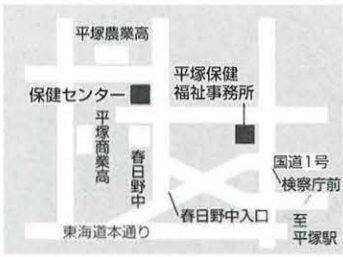 平塚農業高
平塚保健
福祉事務所
保健センター
平塚商業高
春日野中
国道1号
検察庁前
春日野中入口
至
平塚駅
東海道本通り